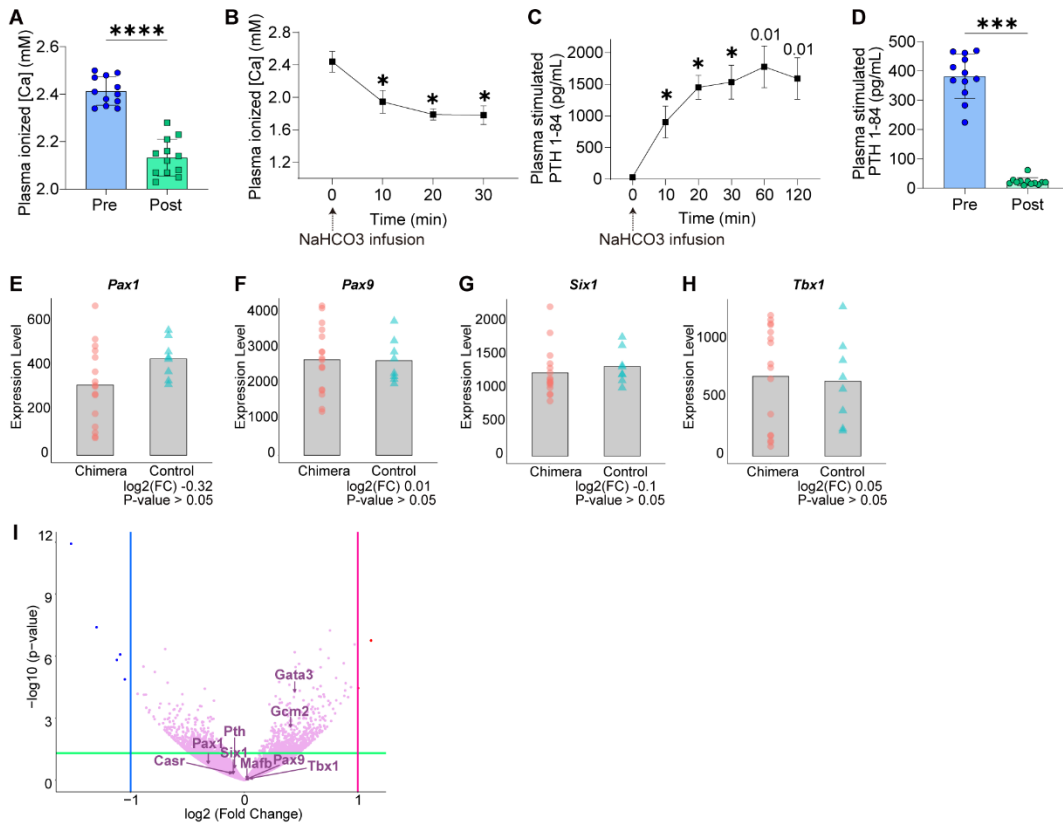 A
****
Plasma ionized [Ca] (mM)
2.6
2.4
2.2
2.0
Pre
Post
B
Plasma ionized [Ca] (mM)
2.8
2.4
2.0
1.6
1.2
*
*
*
0
10
20
30
Time (min)
NaHCO3 infusion
C
Plasma stimulated
PTH 1-84 (pg/mL)
2000
1500
1000
500
0
*
*
*
0.01
0.01
0
10
20
30
60
120
Time (min)
NaHCO3 infusion
D
***
Plasma stimulated
PTH 1-84 (pg/mL)
500
400
300
200
100
0
Pre
Post
E
Pax1
Expression Level
600
400
200
0
Chimera
Control
log2(FC) -0.32
P-value > 0.05
F
Pax9
Expression Level
4000
3000
2000
1000
0
Chimera
Control
log2(FC) 0.01
P-value > 0.05
G
Six1
Expression Level
2000
1500
1000
500
0
Chimera
Control
log2(FC) -0.1
P-value > 0.05
H
Tbx1
Expression Level
1000
500
0
Chimera
Control
log2(FC) 0.05
P-value > 0.05
I
−log10 (p−value)
12
9
6
3
0
Gata3
Gcm2
Pth
Pax1
Six1
Casr
Mafb
Pax9
Tbx1
−1
0
1
log2 (Fold Change)